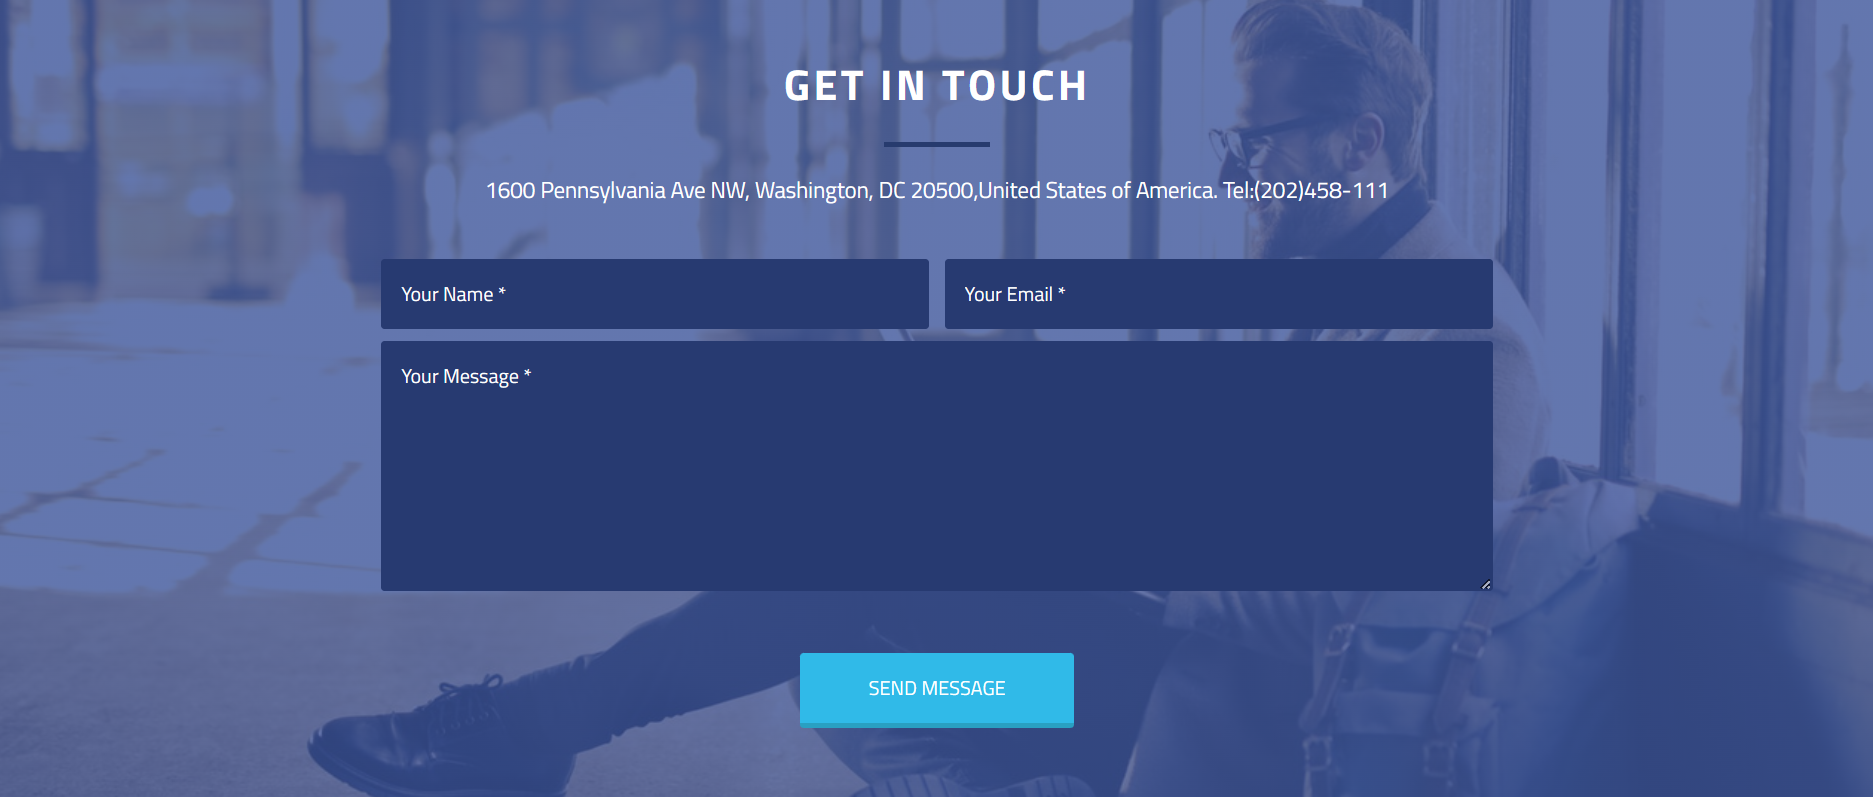 GET IN TOUCH
1600 Pennsylvania Ave NW, Washington, DC 20500,United States of America. Tel:(202)458-111
Your Name *
Your Email *
Your Message *
SEND MESSAGE